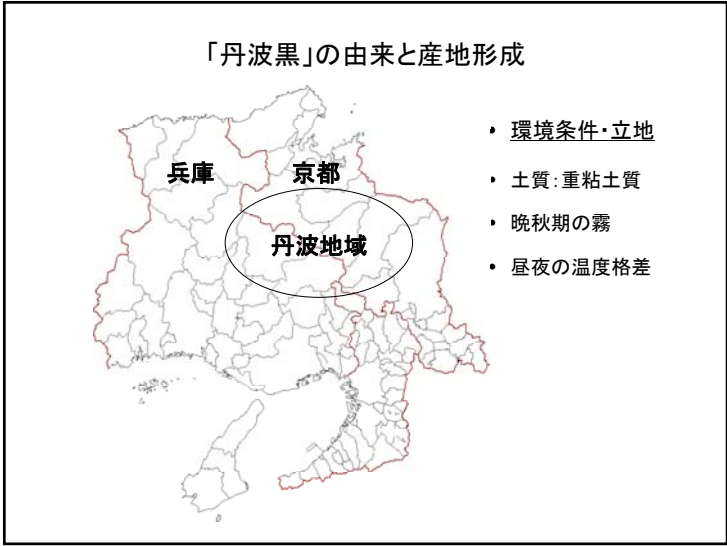 「丹波黒」の由来と産地形成
兵庫
京都
丹波地域
• 環境条件・立地
• 土質：重粘土質
• 晩秋期の霧
• 昼夜の温度格差